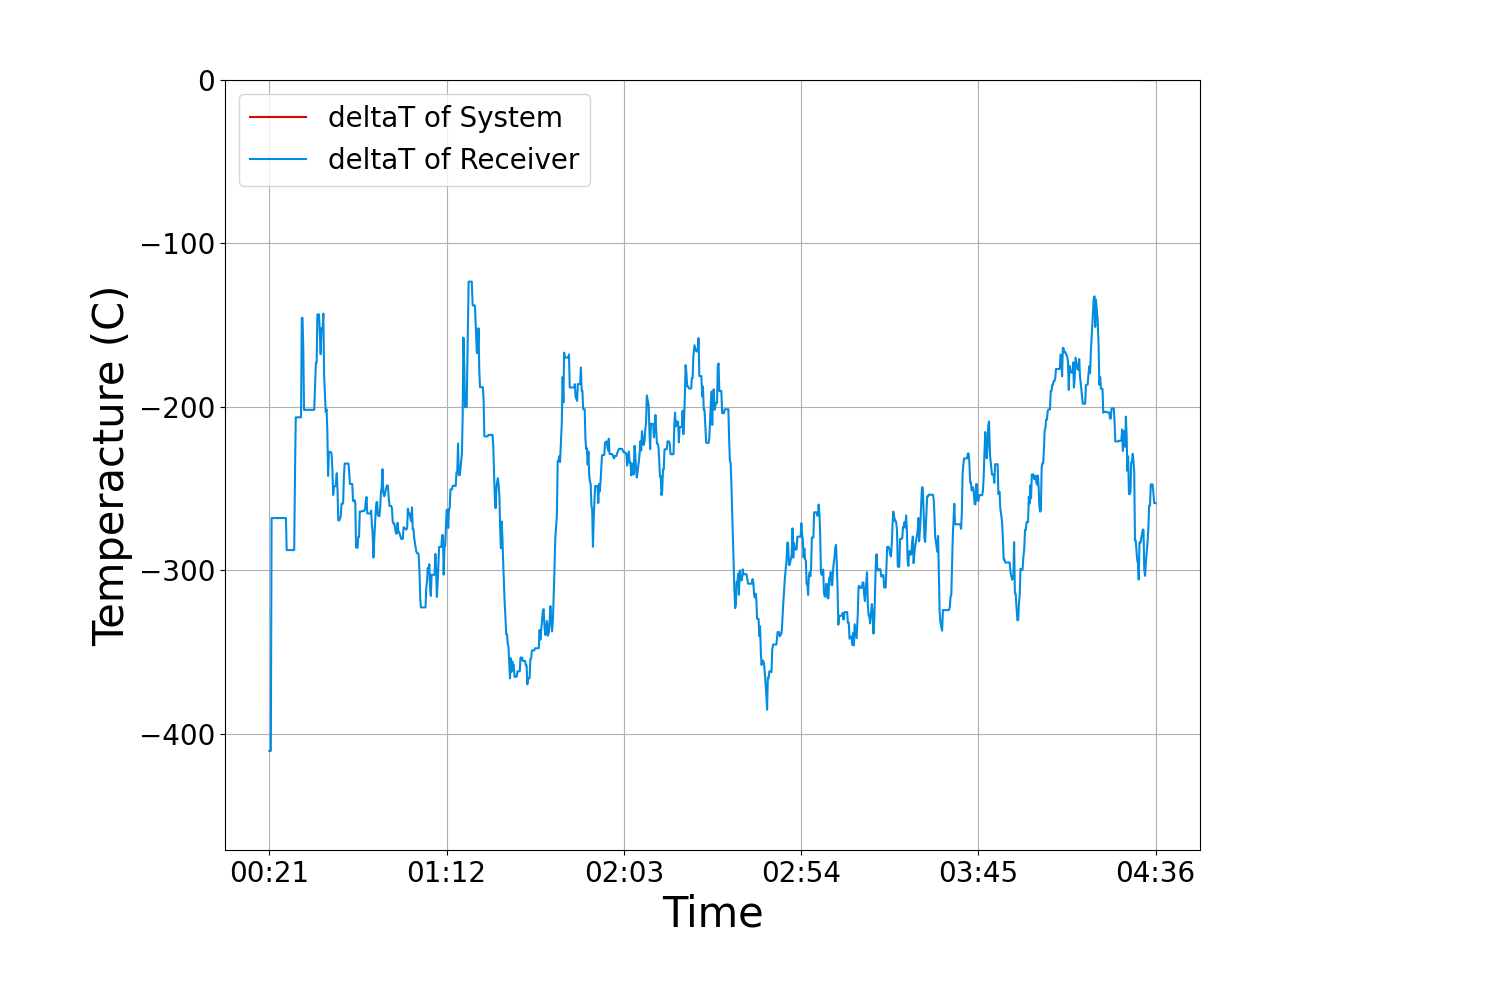 0
deltaT of System
deltaT of Receiver
−100
−200
−300
−400
Temperacture (C)
00:21 01:12 02:03 02:54 03:45 04:36
Time